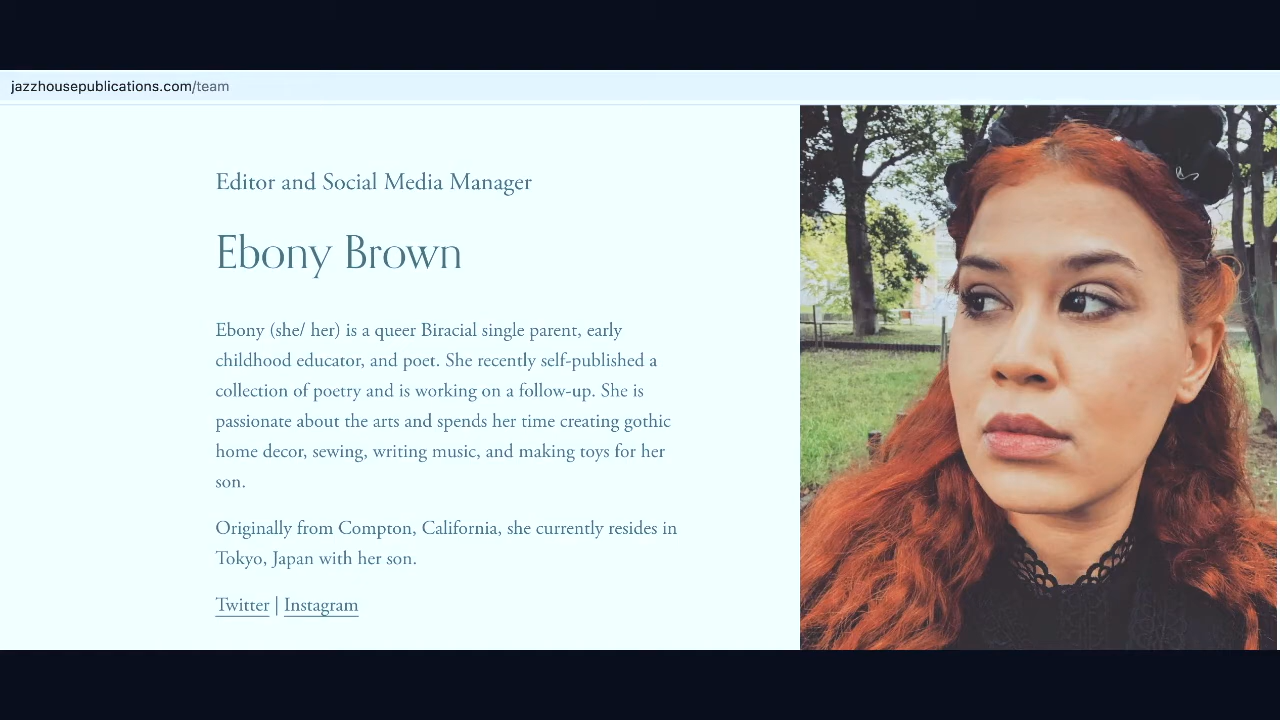 jazzhousepublications.com/team
Editor and Social Media Manager
Ebony Brown
Ebony (she/ her) is a queer Biracial single parent, early
childhood educator, and poet. She recently self-published a
collection of poetry and is working on a follow-up. She is
passionate about the arts and spends her time creating gothic
home decor, sewing, writing music, and making toys for her
son.
Originally from Compton, California, she currently resides in
Tokyo, Japan with her son.
Twitter | Instagram